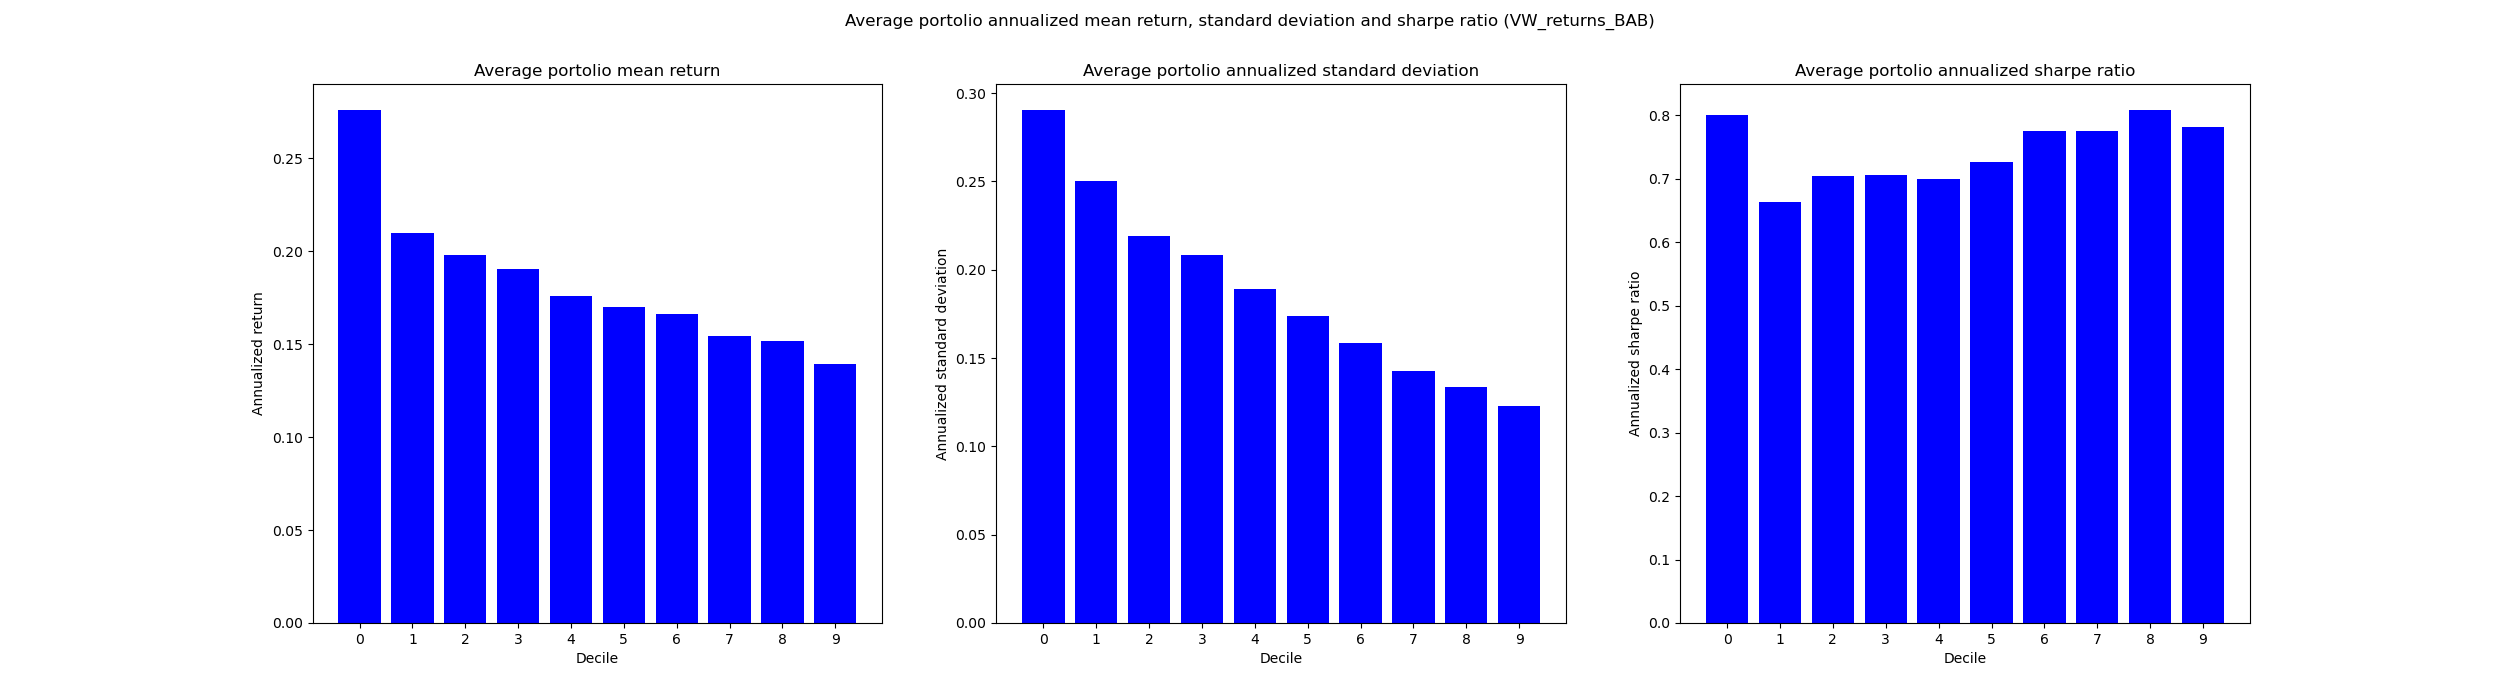 Average portolio annualized mean return, standard deviation and sharpe ratio (VW_returns_BAB)
Average portolio mean return
Annualized return
0.25
0.20
0.15
0.10
0.05
0.00
0 1 2 3 4 5 6 7 8 9
Decile
Average portolio annualized standard deviation
Annualized standard deviation
0.30
0.25
0.20
0.15
0.10
0.05
0.00
0 1 2 3 4 5 6 7 8 9
Decile
Average portolio annualized sharpe ratio
Annualized sharpe ratio
0.8
0.7
0.6
0.5
0.4
0.3
0.2
0.1
0.0
0 1 2 3 4 5 6 7 8 9
Decile